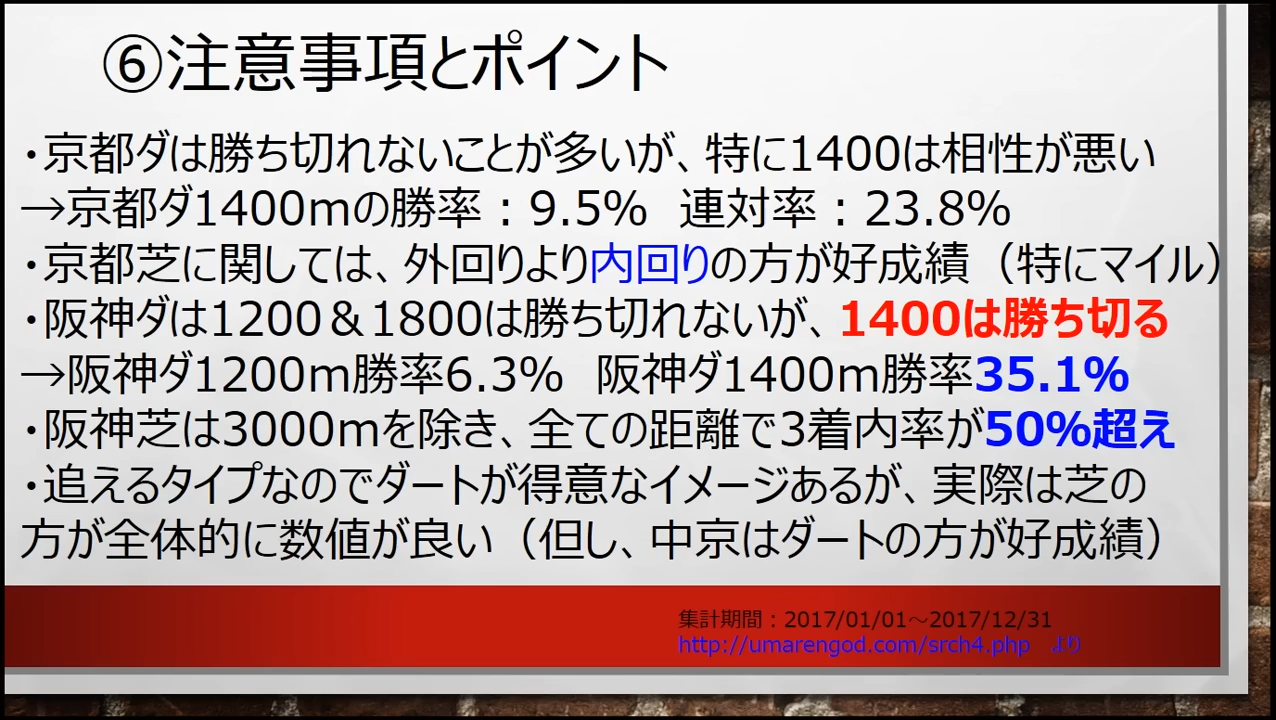 ⑥注意事項とポイント
・京都ダは勝ち切れないことが多いが、特に1400は相性が悪い
→京都ダ1400mの勝率：9.5%　連対率：23.8%
・京都芝に関しては、外回りより内回りの方が好成績（特にマイル）
・阪神ダは1200＆1800は勝ち切れないが、1400は勝ち切る
→阪神ダ1200m勝率6.3%　阪神ダ1400m勝率35.1%
・阪神芝は3000mを除き、全ての距離で3着内率が50%超え
・追えるタイプなのでダートが得意なイメージあるが、実際は芝の
方が全体的に数値が良い（但し、中京はダートの方が好成績）
集計期間：2017/01/01～2017/12/31
http://umarengod.com/srch4.php　より